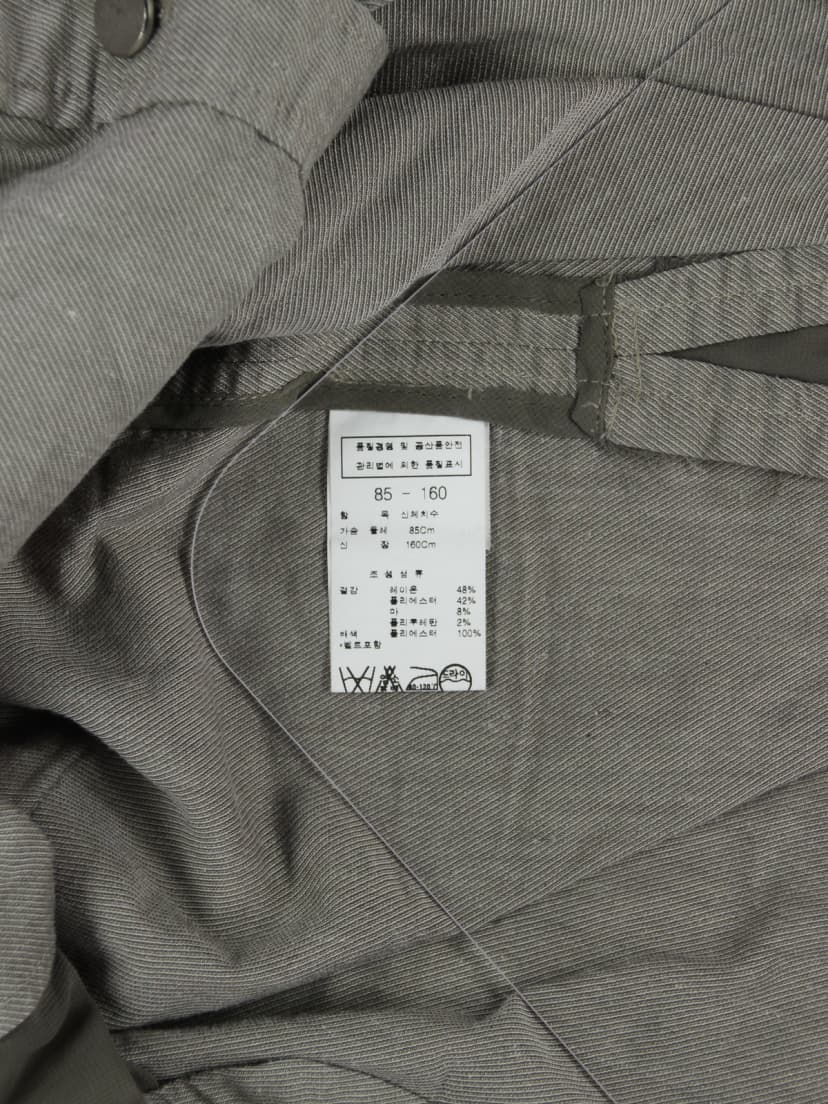 품질경영 및 공산품안전
관리법에 의한 품질표시
85 - 160
항 목 신체치수
가슴 둘레 85Cm
신 장 160Cm
조성섬유
겉감 레이온 48%
폴리에스터 42%
마 8%
폴리우레탄 2%
배색 폴리에스터 100%
*벨트포함
80-120℃ 드라이